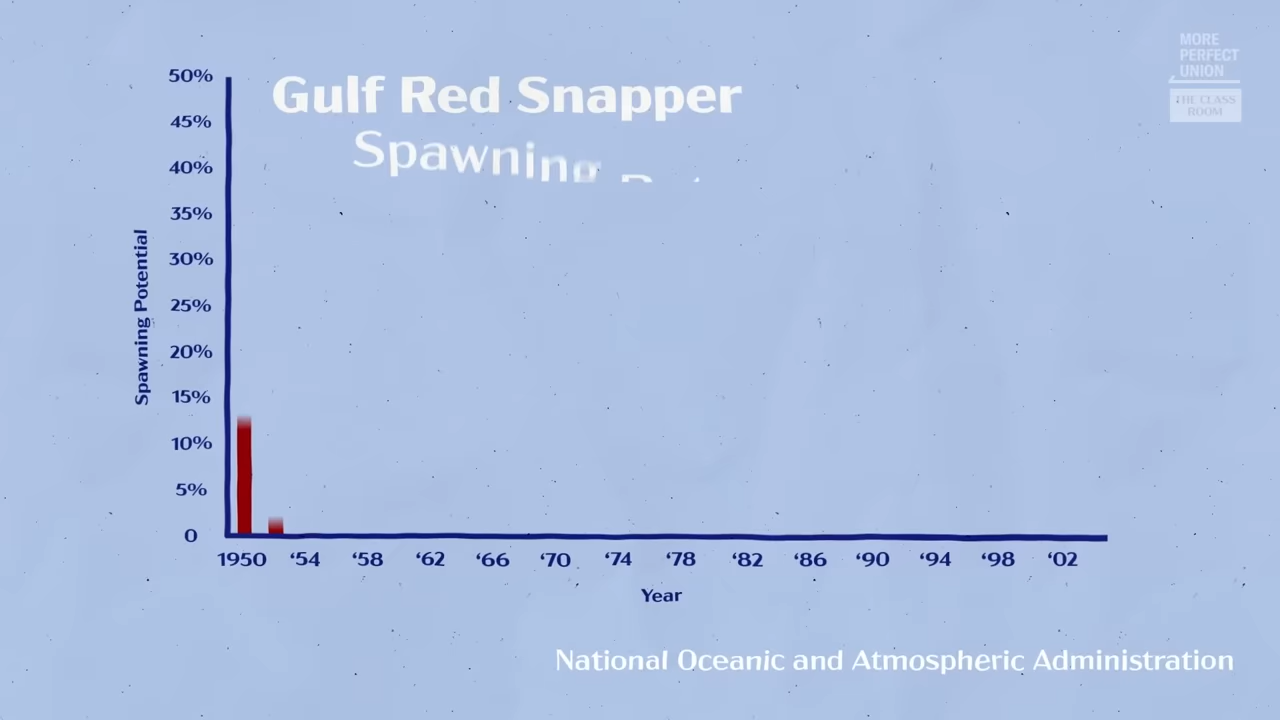 MORE
PERFECT
UNION
THE CLASS
ROOM
Gulf Red Snapper
Spawning
50%
45%
40%
35%
30%
25%
20%
15%
10%
5%
0
Spawning Potential
1950 ‘54 ‘58 ‘62 ‘66 ‘70 ‘74 ‘78 ‘82 ‘86 ‘90 ‘94 ‘98 ‘02
Year
National Oceanic and Atmospheric Administration